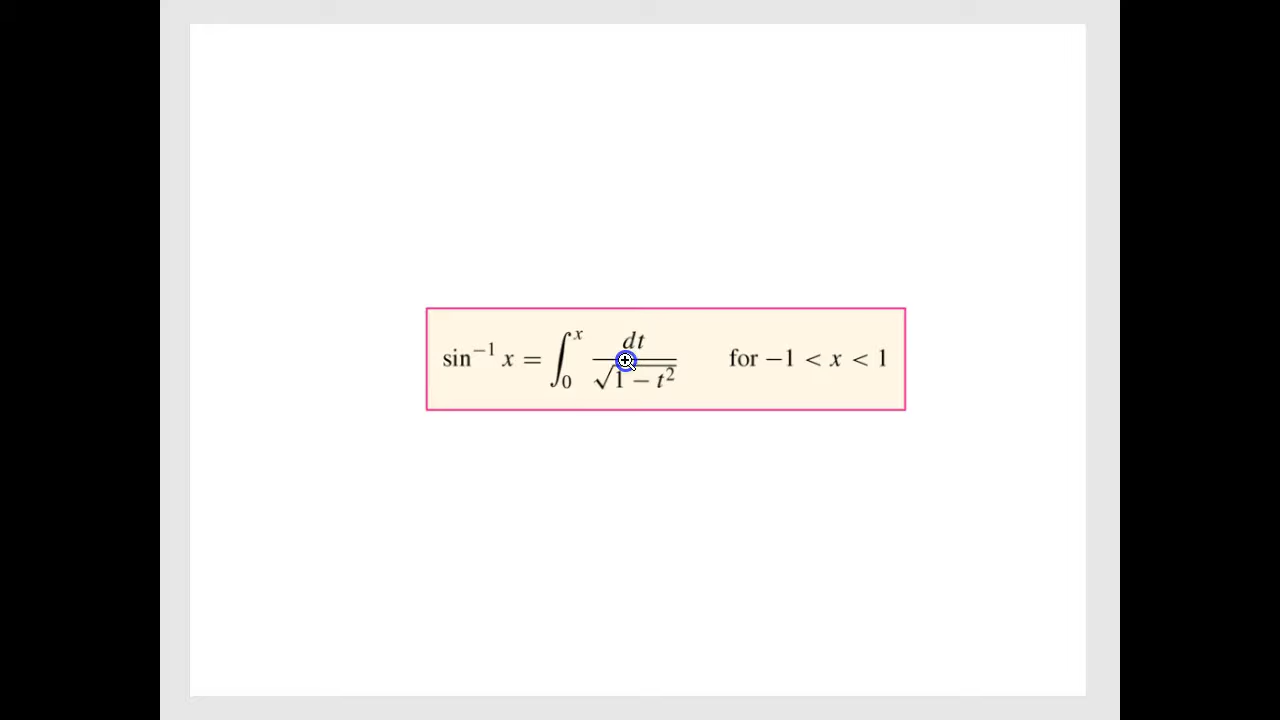 sin⁻¹ x = ∫₀ˣ dt/√(1 − t²) for −1 < x < 1